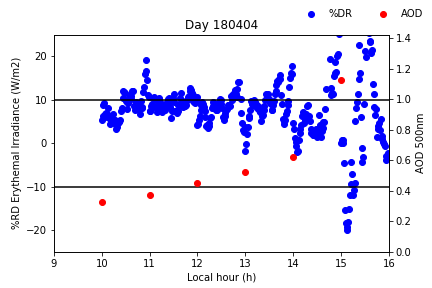 %DR AOD
Day 180404
%RD Erythemal Irradiance (W/m2)
20
10
0
−10
−20
1.4
1.2
1.0
0.8
0.6
0.4
0.2
0.0
AOD 500nm
9 10 11 12 13 14 15 16
Local hour (h)